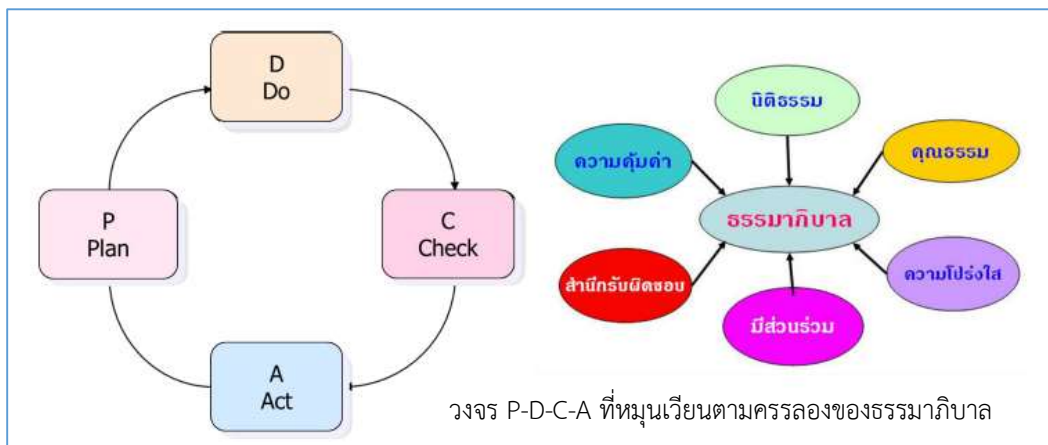 D
Do
P
Plan
C
Check
A
Act
นิติธรรม
ความคุ้มค่า
คุณธรรม
ธรรมาภิบาล
สำนึกรับผิดชอบ
ความโปร่งใส
มีส่วนร่วม
วงจร P-D-C-A ที่หมุนเวียนตามครรลองของธรรมาภิบาล